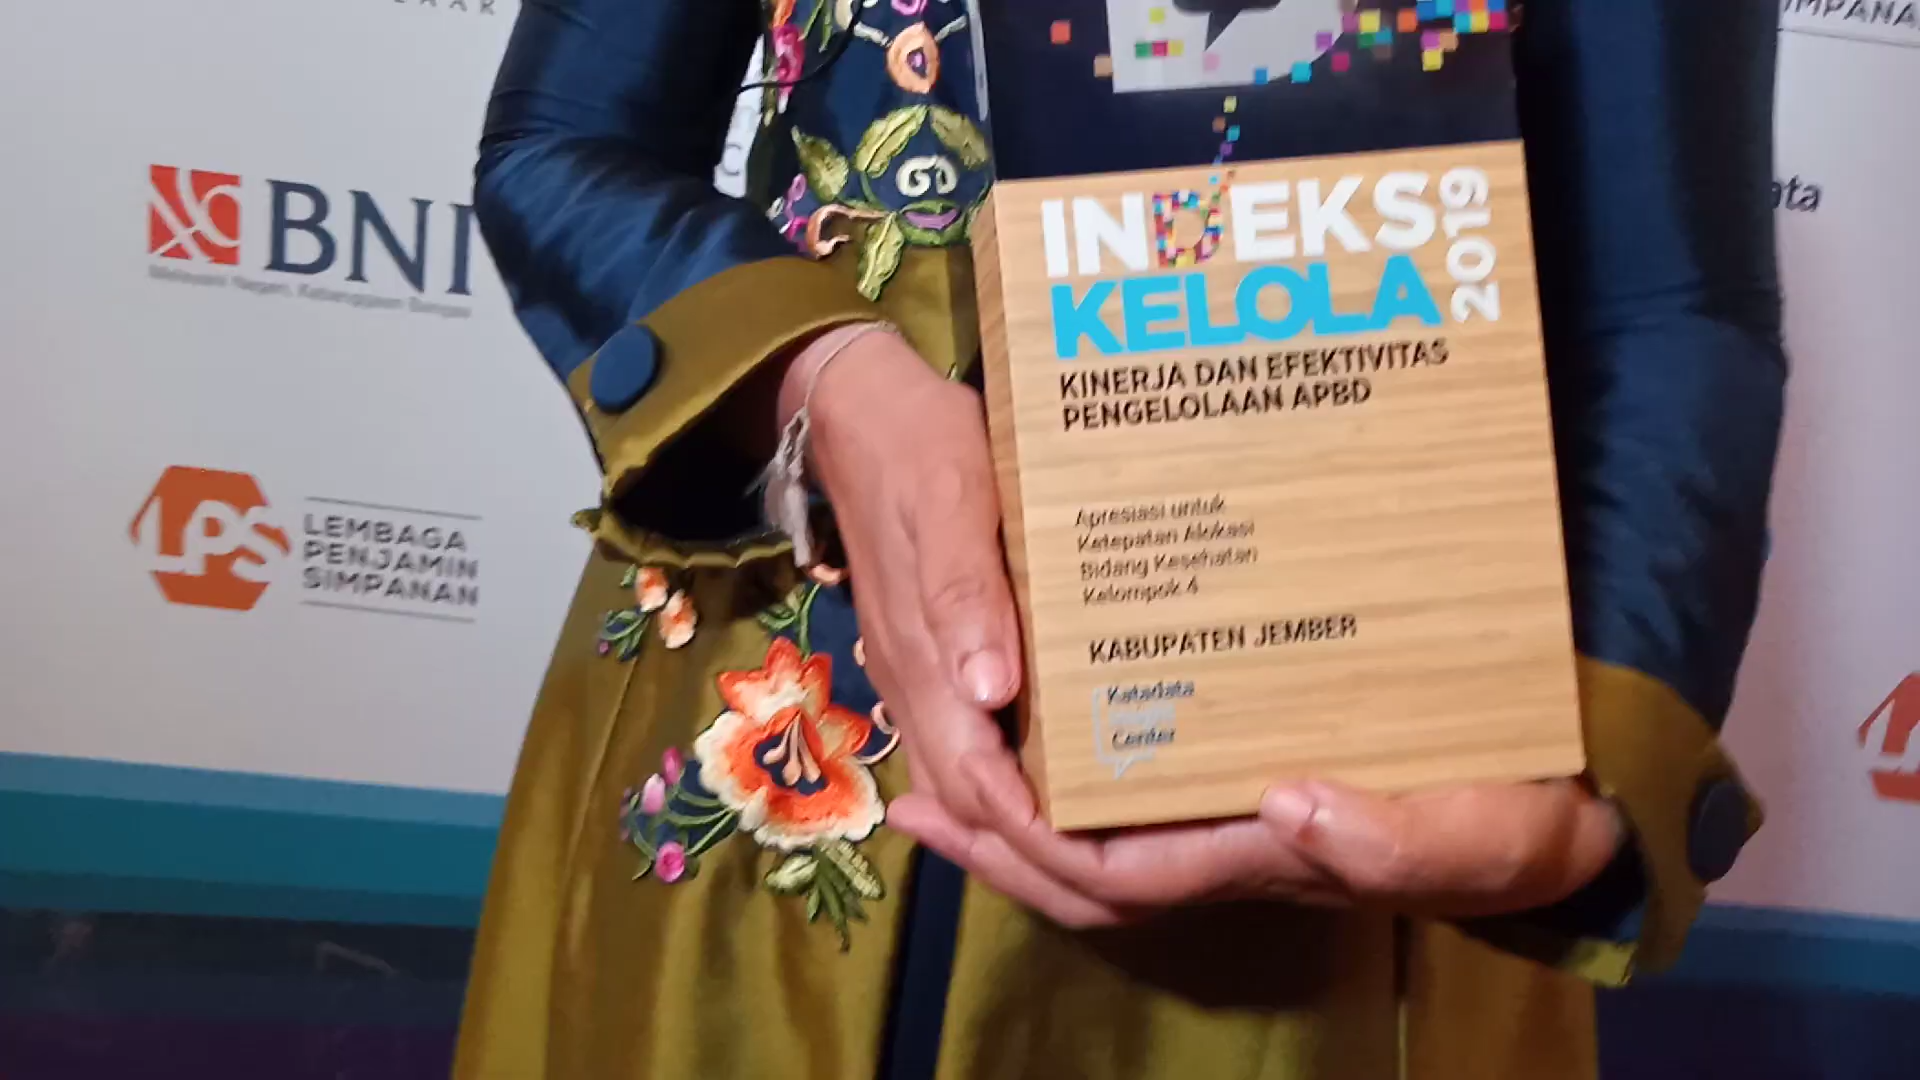 BNI
LPS
LEMBAGA
PENJAMIN
SIMPANAN
INDEKS
KELOLA
2019
KINERJA DAN EFEKTIVITAS
PENGELOLAAN APBD
Apresiasi untuk
Ketepatan Alokasi
Bidang Kesehatan
Kelompok 4
KABUPATEN JEMBER
Katadata
Center